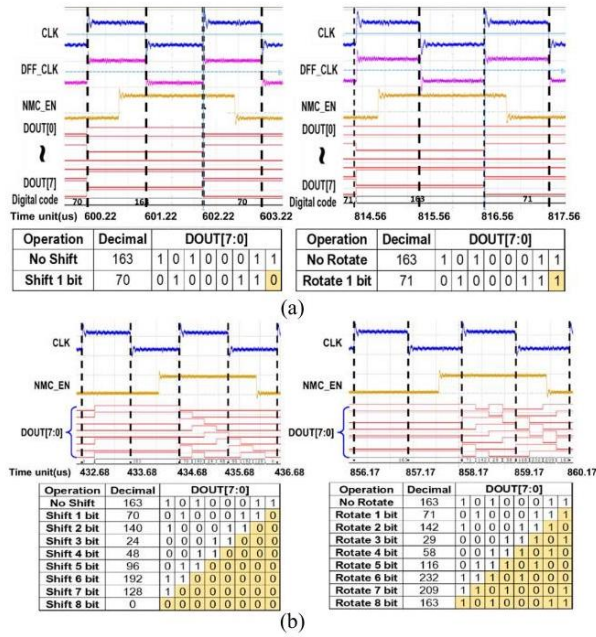 CLK
DFF_CLK
NMC_EN
DOUT[0]
~
DOUT[7]
Digital code 70 163 70
Time unit(us) 600.22 601.22 602.22 603.22
Operation Decimal DOUT[7:0]
No Shift 163 1 0 1 0 0 0 1 1
Shift 1 bit 70 0 1 0 0 0 1 1 0
CLK
DFF_CLK
NMC_EN
DOUT[0]
~
DOUT[7]
Digital code 71 163 71
814.56 815.56 816.56 817.56
Operation Decimal DOUT[7:0]
No Rotate 163 1 0 1 0 0 0 1 1
Rotate 1 bit 71 0 1 0 0 0 1 1 1
(a)
CLK
NMC_EN
DOUT[7:0]
Time unit(us) 432.68 433.68 434.68 435.68 436.68
Operation Decimal DOUT[7:0]
No Shift 163 1 0 1 0 0 0 1 1
Shift 1 bit 70 0 1 0 0 0 1 1 0
Shift 2 bit 140 1 0 0 0 1 1 0 0
Shift 3 bit 24 0 0 0 1 1 0 0 0
Shift 4 bit 48 0 0 1 1 0 0 0 0
Shift 5 bit 96 0 1 1 0 0 0 0 0
Shift 6 bit 192 1 1 0 0 0 0 0 0
Shift 7 bit 128 1 0 0 0 0 0 0 0
Shift 8 bit 0 0 0 0 0 0 0 0 0
CLK
NMC_EN
DOUT[7:0]
856.17 857.17 858.17 859.17 860.17
Operation Decimal DOUT[7:0]
No Rotate 163 1 0 1 0 0 0 1 1
Rotate 1 bit 71 0 1 0 0 0 1 1 1
Rotate 2 bit 142 1 0 0 0 1 1 1 0
Rotate 3 bit 29 0 0 0 1 1 1 0 1
Rotate 4 bit 58 0 0 1 1 1 0 1 0
Rotate 5 bit 116 0 1 1 1 0 1 0 0
Rotate 6 bit 232 1 1 1 0 1 0 0 0
Rotate 7 bit 209 1 1 0 1 0 0 0 1
Rotate 8 bit 163 1 0 1 0 0 0 1 1
(b)